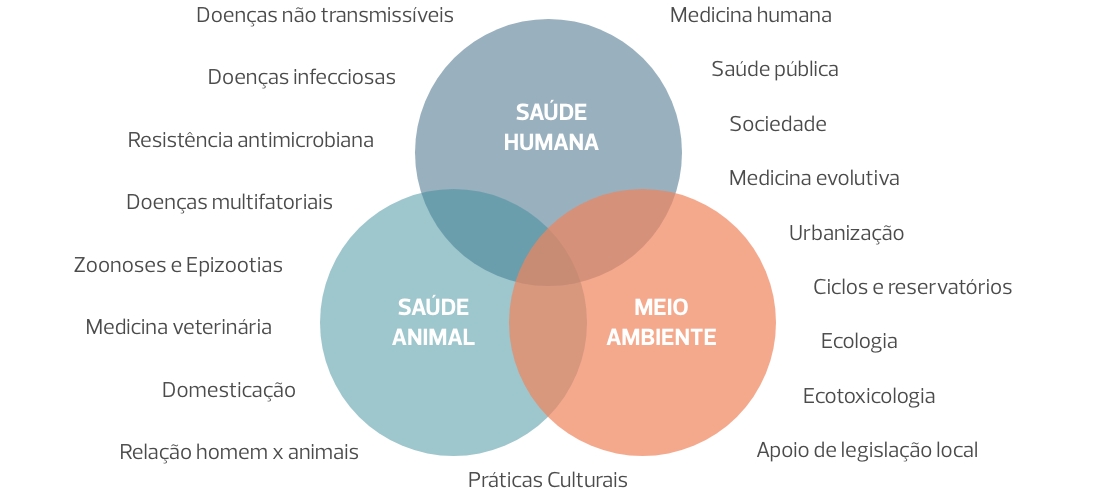 Doenças não transmissíveis
Medicina humana
Doenças infecciosas
Saúde pública
SAÚDE
HUMANA
Sociedade
Resistência antimicrobiana
Medicina evolutiva
Doenças multifatoriais
Urbanização
Zoonoses e Epizootias
Ciclos e reservatórios
SAÚDE
ANIMAL
MEIO
AMBIENTE
Medicina veterinária
Ecologia
Domesticação
Ecotoxicologia
Relação homem x animais
Apoio de legislação local
Práticas Culturais